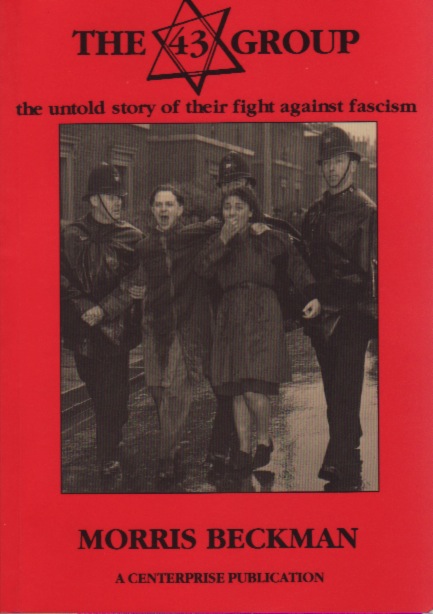 THE 43 GROUP
the untold story of their fight against fascism
MORRIS BECKMAN
A CENTERPRISE PUBLICATION